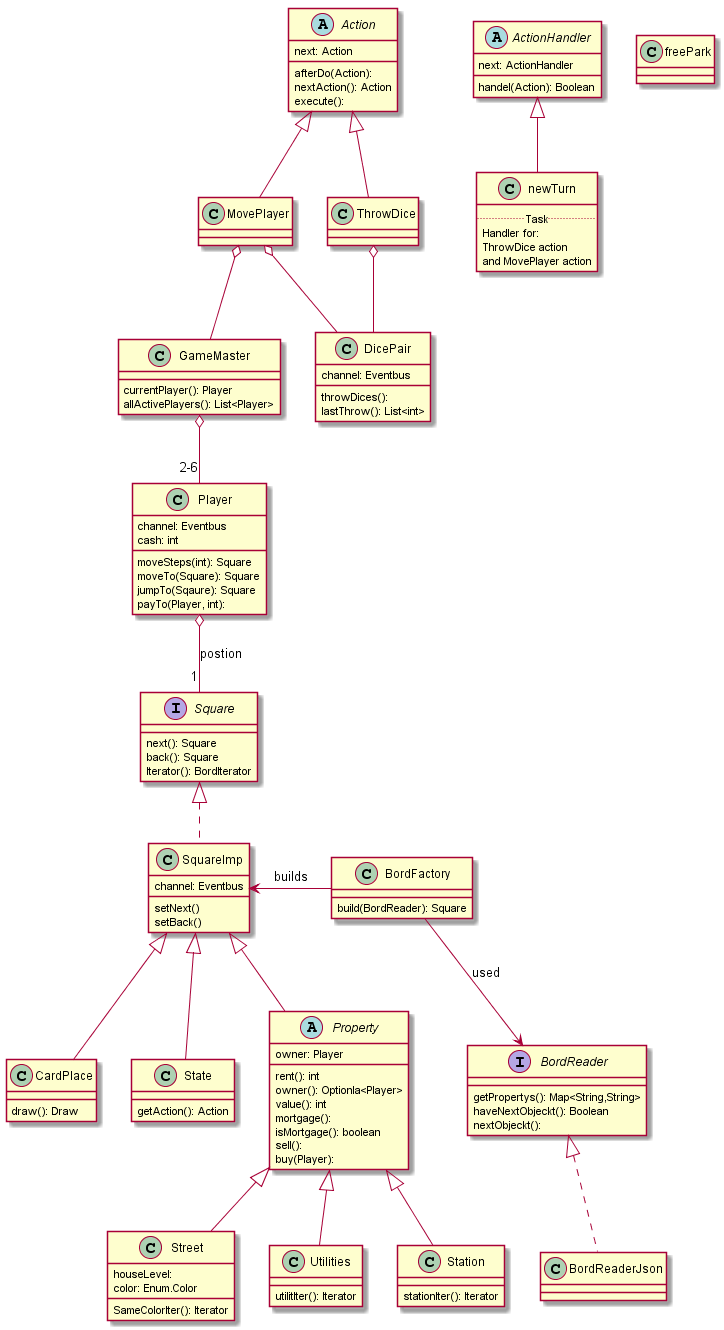 A Action
next: Action
afterDo(Action):
nextAction(): Action
execute():
A ActionHandler
next: ActionHandler
handel(Action): Boolean
C freePark
C MovePlayer
C ThrowDice
C newTurn
Task
Handler for:
ThrowDice action
and MovePlayer action
C GameMaster
currentPlayer(): Player
allActivePlayers(): List<Player>
C DicePair
channel: Eventbus
throwDices():
lastThrow(): List<int>
2-6
C Player
channel: Eventbus
cash: int
moveSteps(int): Square
moveTo(Square): Square
jumpTo(Sqaure): Square
payTo(Player, int):
postion
1
I Square
next(): Square
back(): Square
Iterator(): BordIterator
C SquareImp
channel: Eventbus
setNext()
setBack()
builds
C BordFactory
build(BordReader): Square
used
C CardPlace
draw(): Draw
C State
getAction(): Action
A Property
owner: Player
rent(): int
owner(): Optionla<Player>
value(): int
mortgage():
isMortgage(): boolean
sell():
buy(Player):
I BordReader
getPropertys(): Map<String,String>
haveNextObjeckt(): Boolean
nextObjeckt():
C Street
houseLevel:
color: Enum.Color
SameColorIter(): Iterator
C Utilities
utilitIter(): Iterator
C Station
stationIter(): Iterator
C BordReaderJson